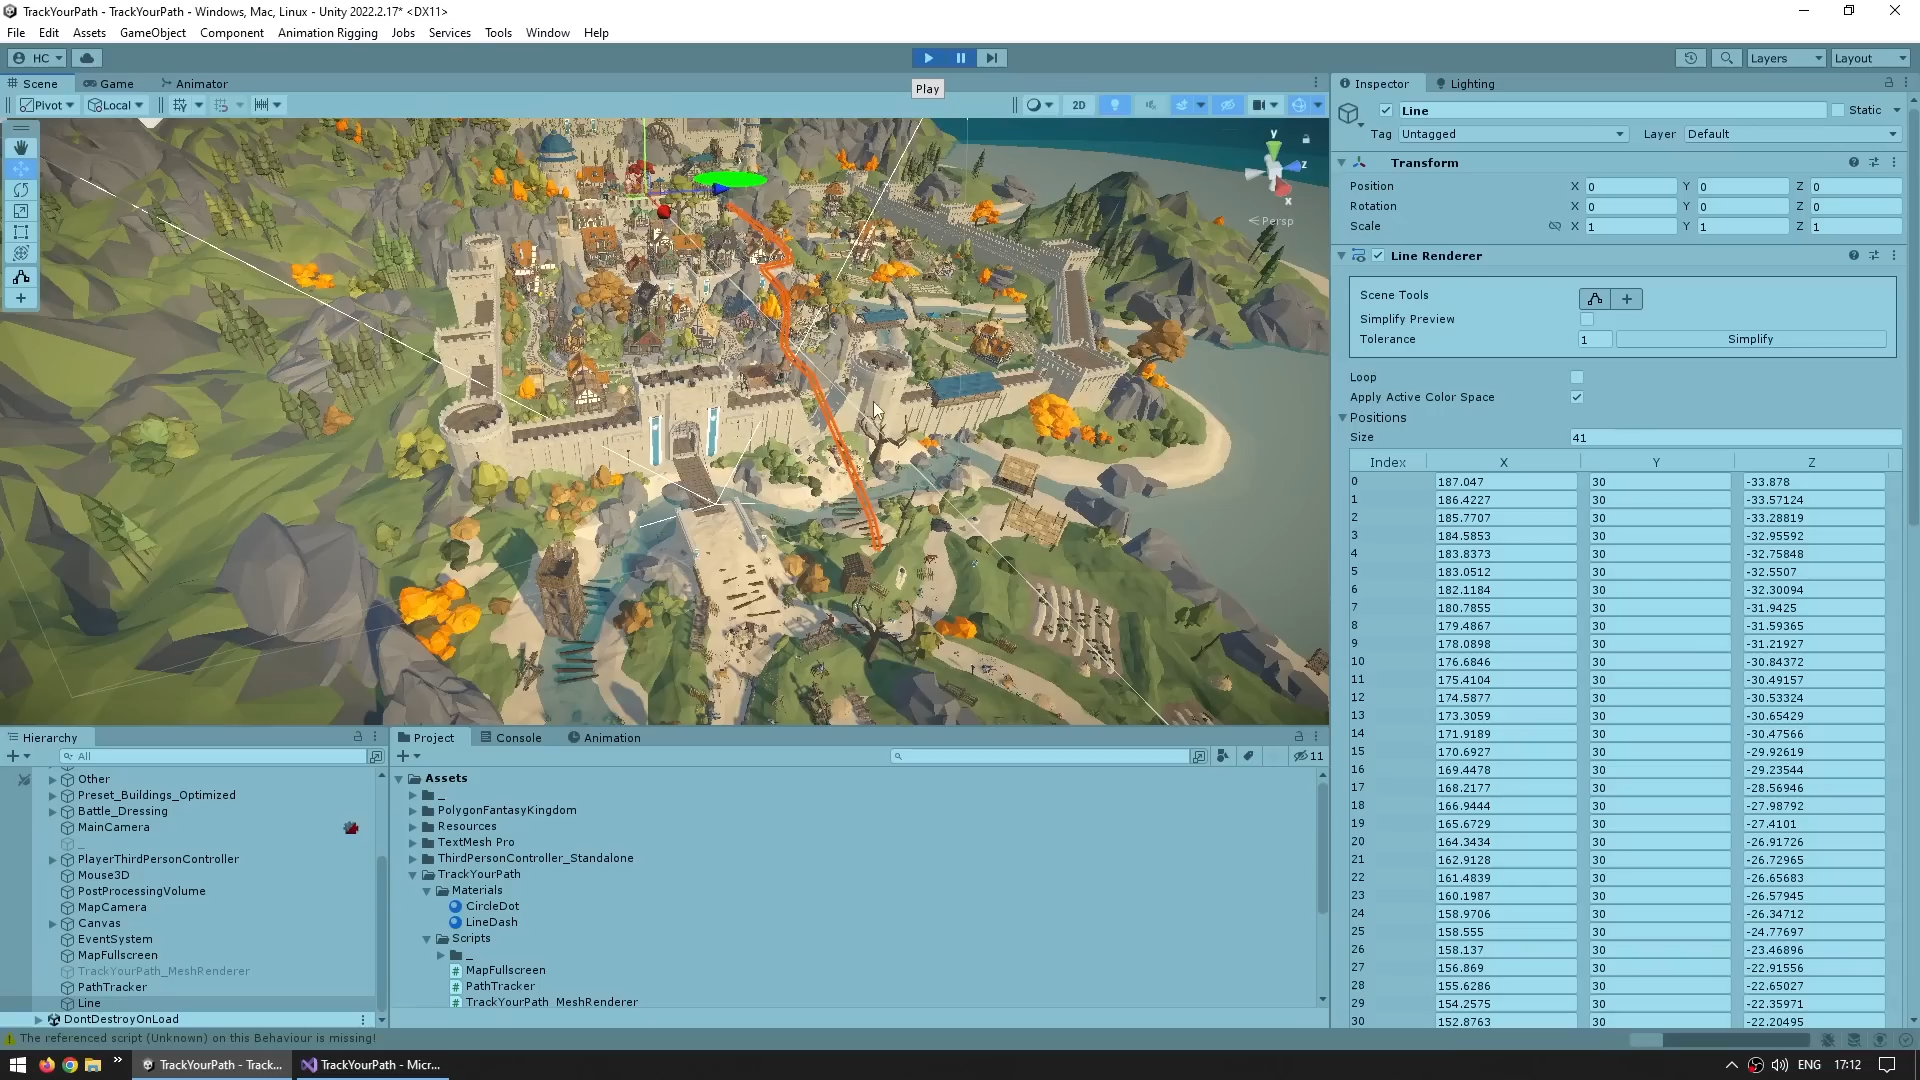 TrackYourPath - TrackYourPath - Windows, Mac, Linux - Unity 2022.2.17* <DX11>
File Edit Assets GameObject Component Animation Rigging Jobs Services Tools Window Help
HC Layers Layout
Scene Game Animator
Play
Pivot Local 2D
y
z
x
Persp
Inspector Lighting
Line Static
Tag Untagged Layer Default
Transform
Position X 0 Y 0 Z 0
Rotation X 0 Y 0 Z 0
Scale X 1 Y 1 Z 1
Line Renderer
Scene Tools
Simplify Preview
Tolerance 1 Simplify
Loop
Apply Active Color Space
Positions
Size 41
Index X Y Z
0 187.047 30 -33.878
1 186.4227 30 -33.57124
2 185.7707 30 -33.28819
3 184.5853 30 -32.95592
4 183.8373 30 -32.75848
5 183.0512 30 -32.5507
6 182.1184 30 -32.30094
7 180.7855 30 -31.9425
8 179.4867 30 -31.59365
9 178.0898 30 -31.21927
10 176.6846 30 -30.84372
11 175.4104 30 -30.49157
12 174.5877 30 -30.53324
13 173.3059 30 -30.65429
14 171.9189 30 -30.47566
15 170.6927 30 -29.92619
16 169.4478 30 -29.23544
17 168.2177 30 -28.56946
18 166.9444 30 -27.98792
19 165.6729 30 -27.4101
20 164.3434 30 -26.91726
21 162.9128 30 -26.72965
22 161.4839 30 -26.65683
23 160.1987 30 -26.57945
24 158.9706 30 -26.34712
25 158.555 30 -24.77697
26 158.137 30 -23.46896
27 156.869 30 -22.91556
28 155.6286 30 -22.65027
29 154.2575 30 -22.35971
30 152.8763 30 -22.20495
Hierarchy
All
Other
Preset_Buildings_Optimized
Battle_Dressing
MainCamera
_
PlayerThirdPersonController
Mouse3D
PostProcessingVolume
MapCamera
Canvas
EventSystem
MapFullscreen
TrackYourPath_MeshRenderer
PathTracker
Line
DontDestroyOnLoad
Project Console Animation
11
Assets
_
PolygonFantasyKingdom
Resources
TextMesh Pro
ThirdPersonController_Standalone
TrackYourPath
Materials
CircleDot
LineDash
Scripts
_
MapFullscreen
PathTracker
TrackYourPath_MeshRenderer
The referenced script (Unknown) on this Behaviour is missing!
TrackYourPath - Track... TrackYourPath - Micr... ENG 17:12